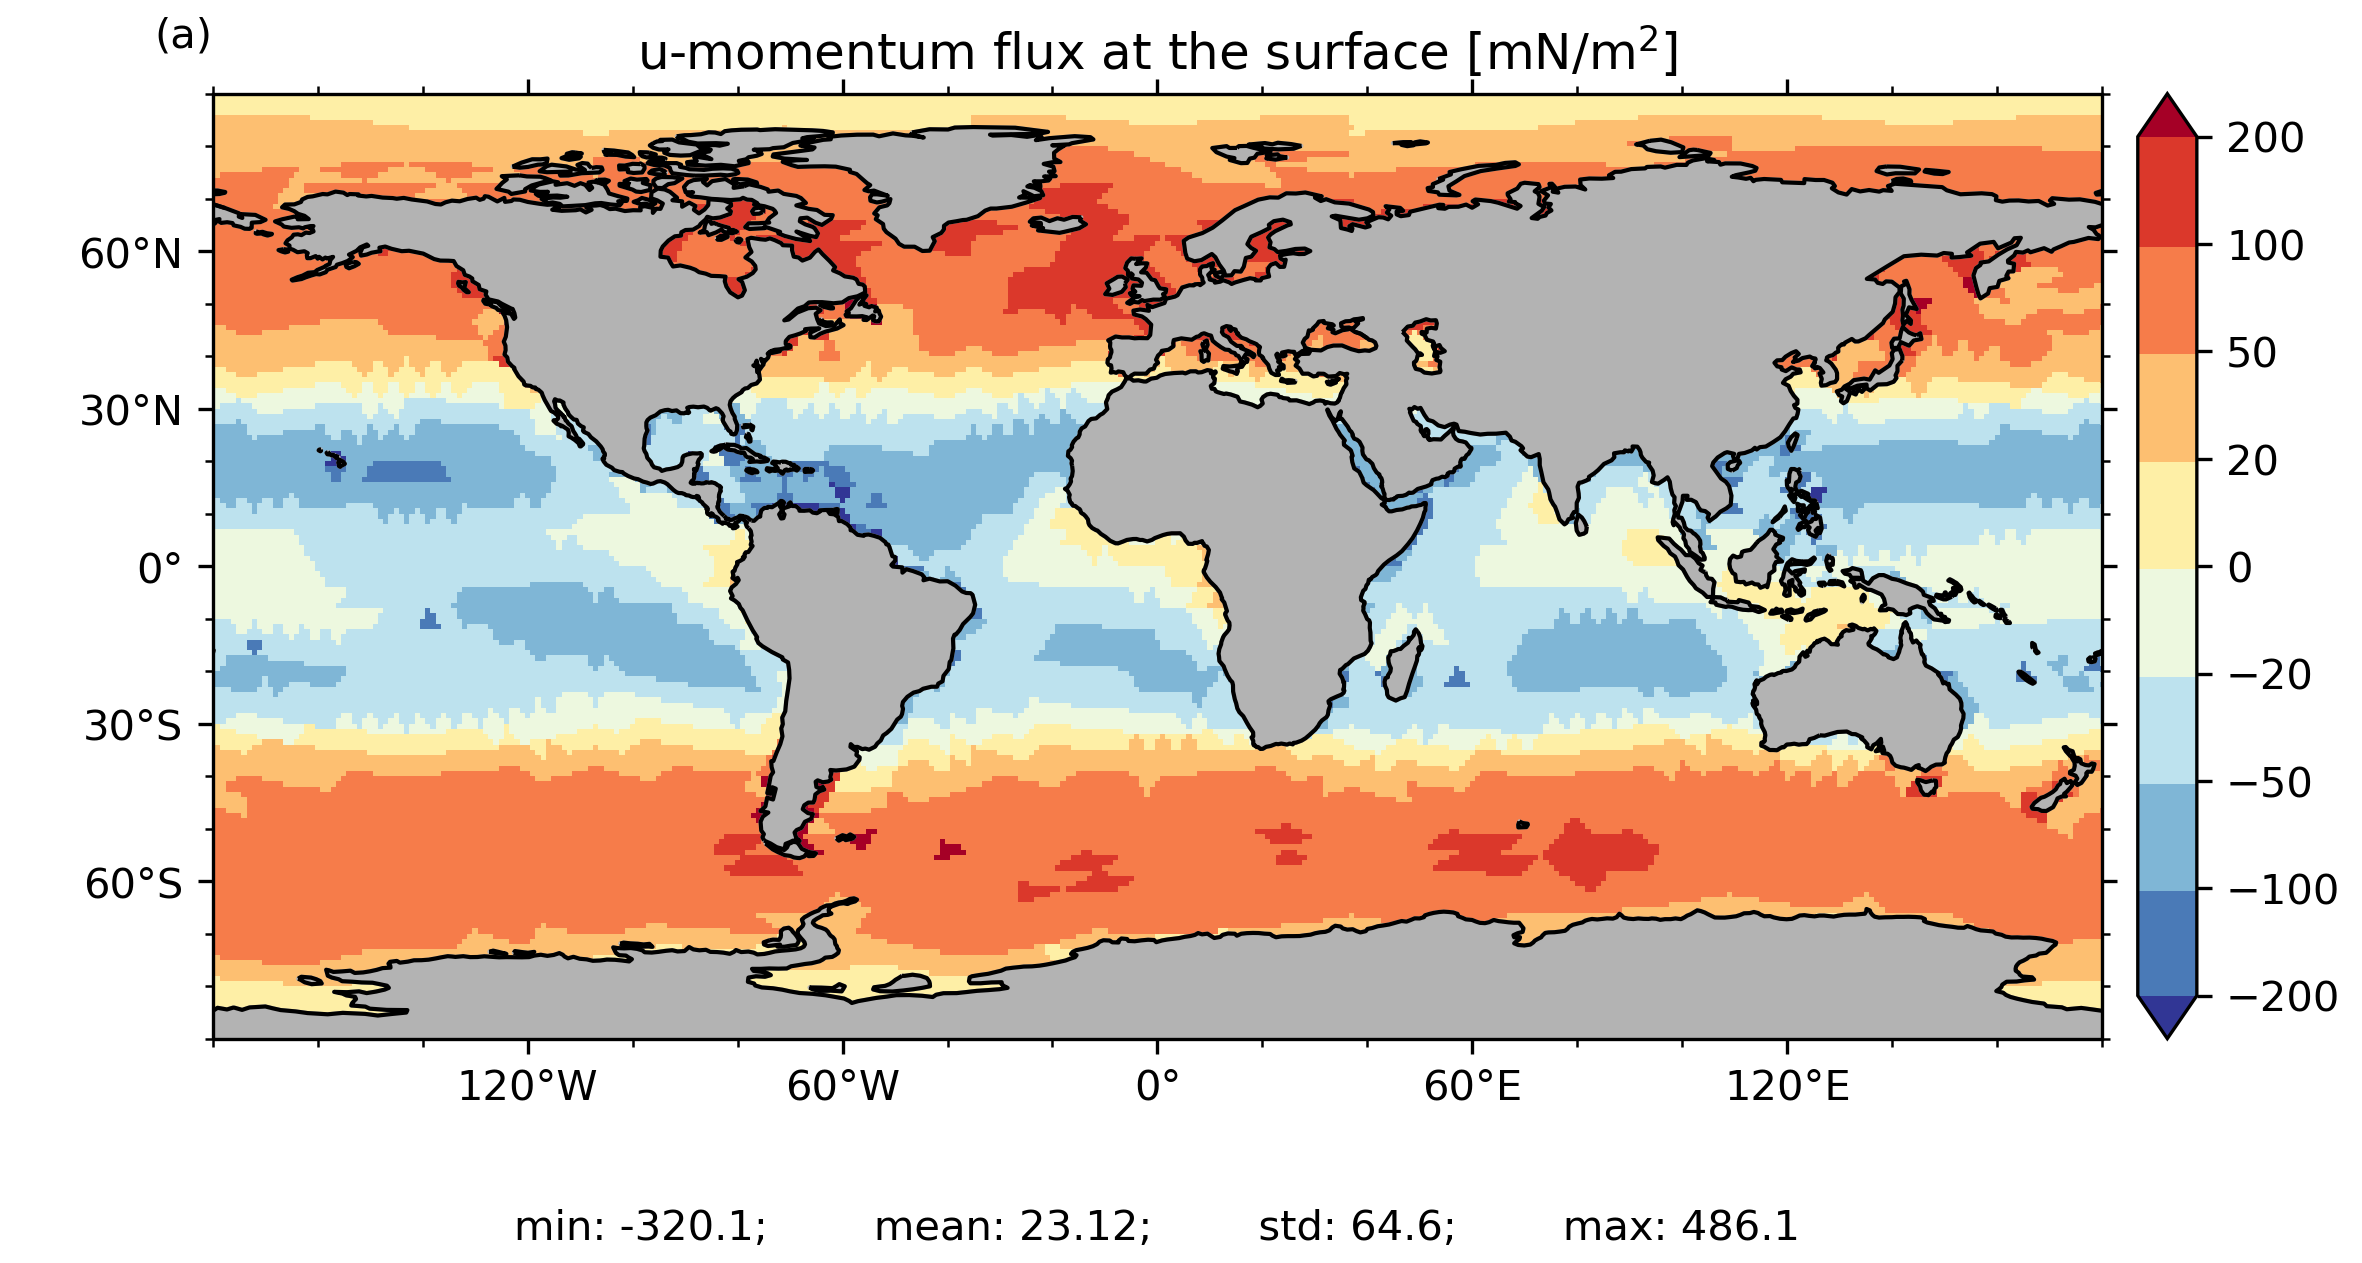 (a)
u-momentum flux at the surface [mN/m²]
60°N
30°N
0°
30°S
60°S
120°W 60°W 0° 60°E 120°E
200
100
50
20
0
−20
−50
−100
−200
min: -320.1; mean: 23.12; std: 64.6; max: 486.1